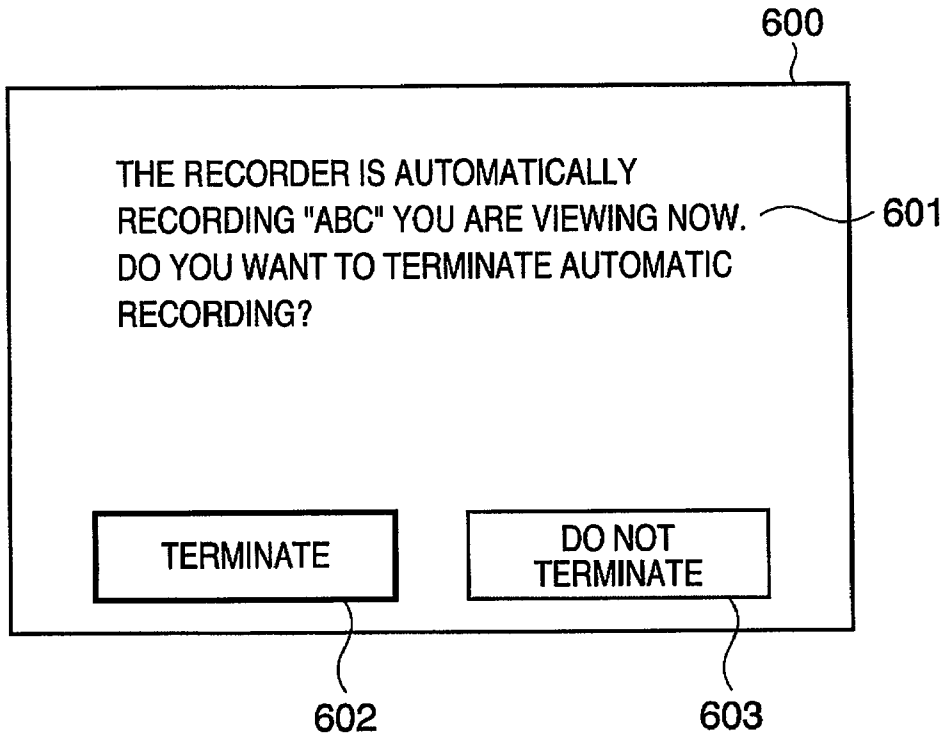 600
THE RECORDER IS AUTOMATICALLY
RECORDING "ABC" YOU ARE VIEWING NOW.
601
DO YOU WANT TO TERMINATE AUTOMATIC
RECORDING?
TERMINATE
DO NOT
TERMINATE
602
603